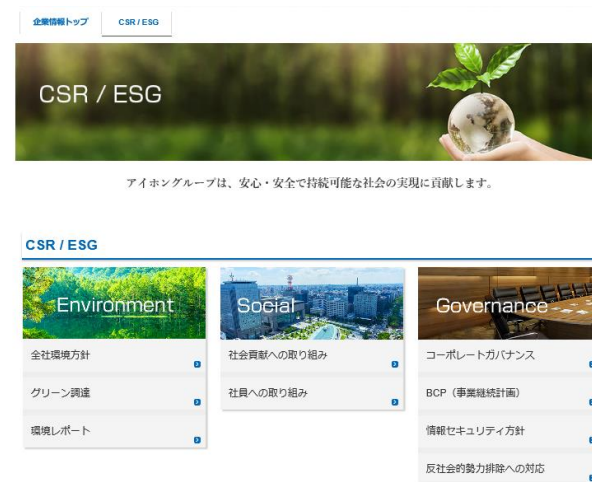 企業情報トップ
CSR / ESG
CSR / ESG
アイホングループは、安心・安全で持続可能な社会の実現に貢献します。
CSR / ESG
Environment
全社環境方針
グリーン調達
環境レポート
Social
社会貢献への取り組み
社員への取り組み
Governance
コーポレートガバナンス
BCP（事業継続計画）
情報セキュリティ方針
反社会的勢力排除への対応